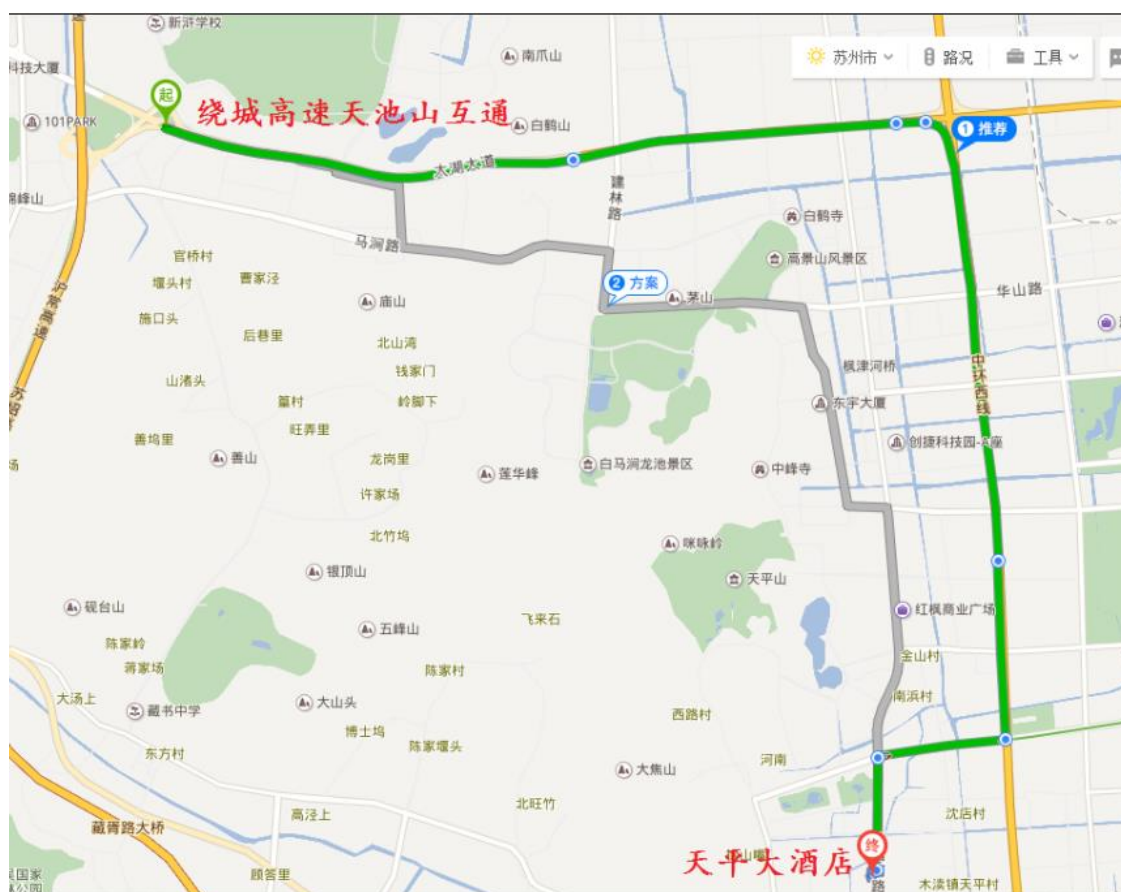 新浒学校
南爪山
苏州市
路况
工具
科技大厦
起
绕城高速天池山互通
101PARK
白鹤山
1 推荐
太湖大道
锦峰山
建林路
马涧路
白鹤寺
官桥村
高景山风景区
堰头村
曹家泾
2 方案
华山路
沪常高速
庙山
茅山
施口头
后巷里
北山湾
枫津河桥
中环西线
钱家门
山渚头
篁村
岭脚下
东宇大厦
旺弄里
善坞里
创捷科技园-A座
善山
龙岗里
莲华峰
白马涧龙池景区
中峰寺
场
许家场
北竹坞
咪咏岭
银顶山
天平山
砚台山
飞来石
红枫商业广场
五峰山
陈家岭
金山村
蒋家场
陈家村
南浜村
大汤上
大山头
西路村
藏书中学
博士坞
陈家堰头
东方村
河南
大焦山
北旺竹
高泾上
沈店村
藏胥路大桥
终
天平大酒店
路
顾答里
木渎镇天平村